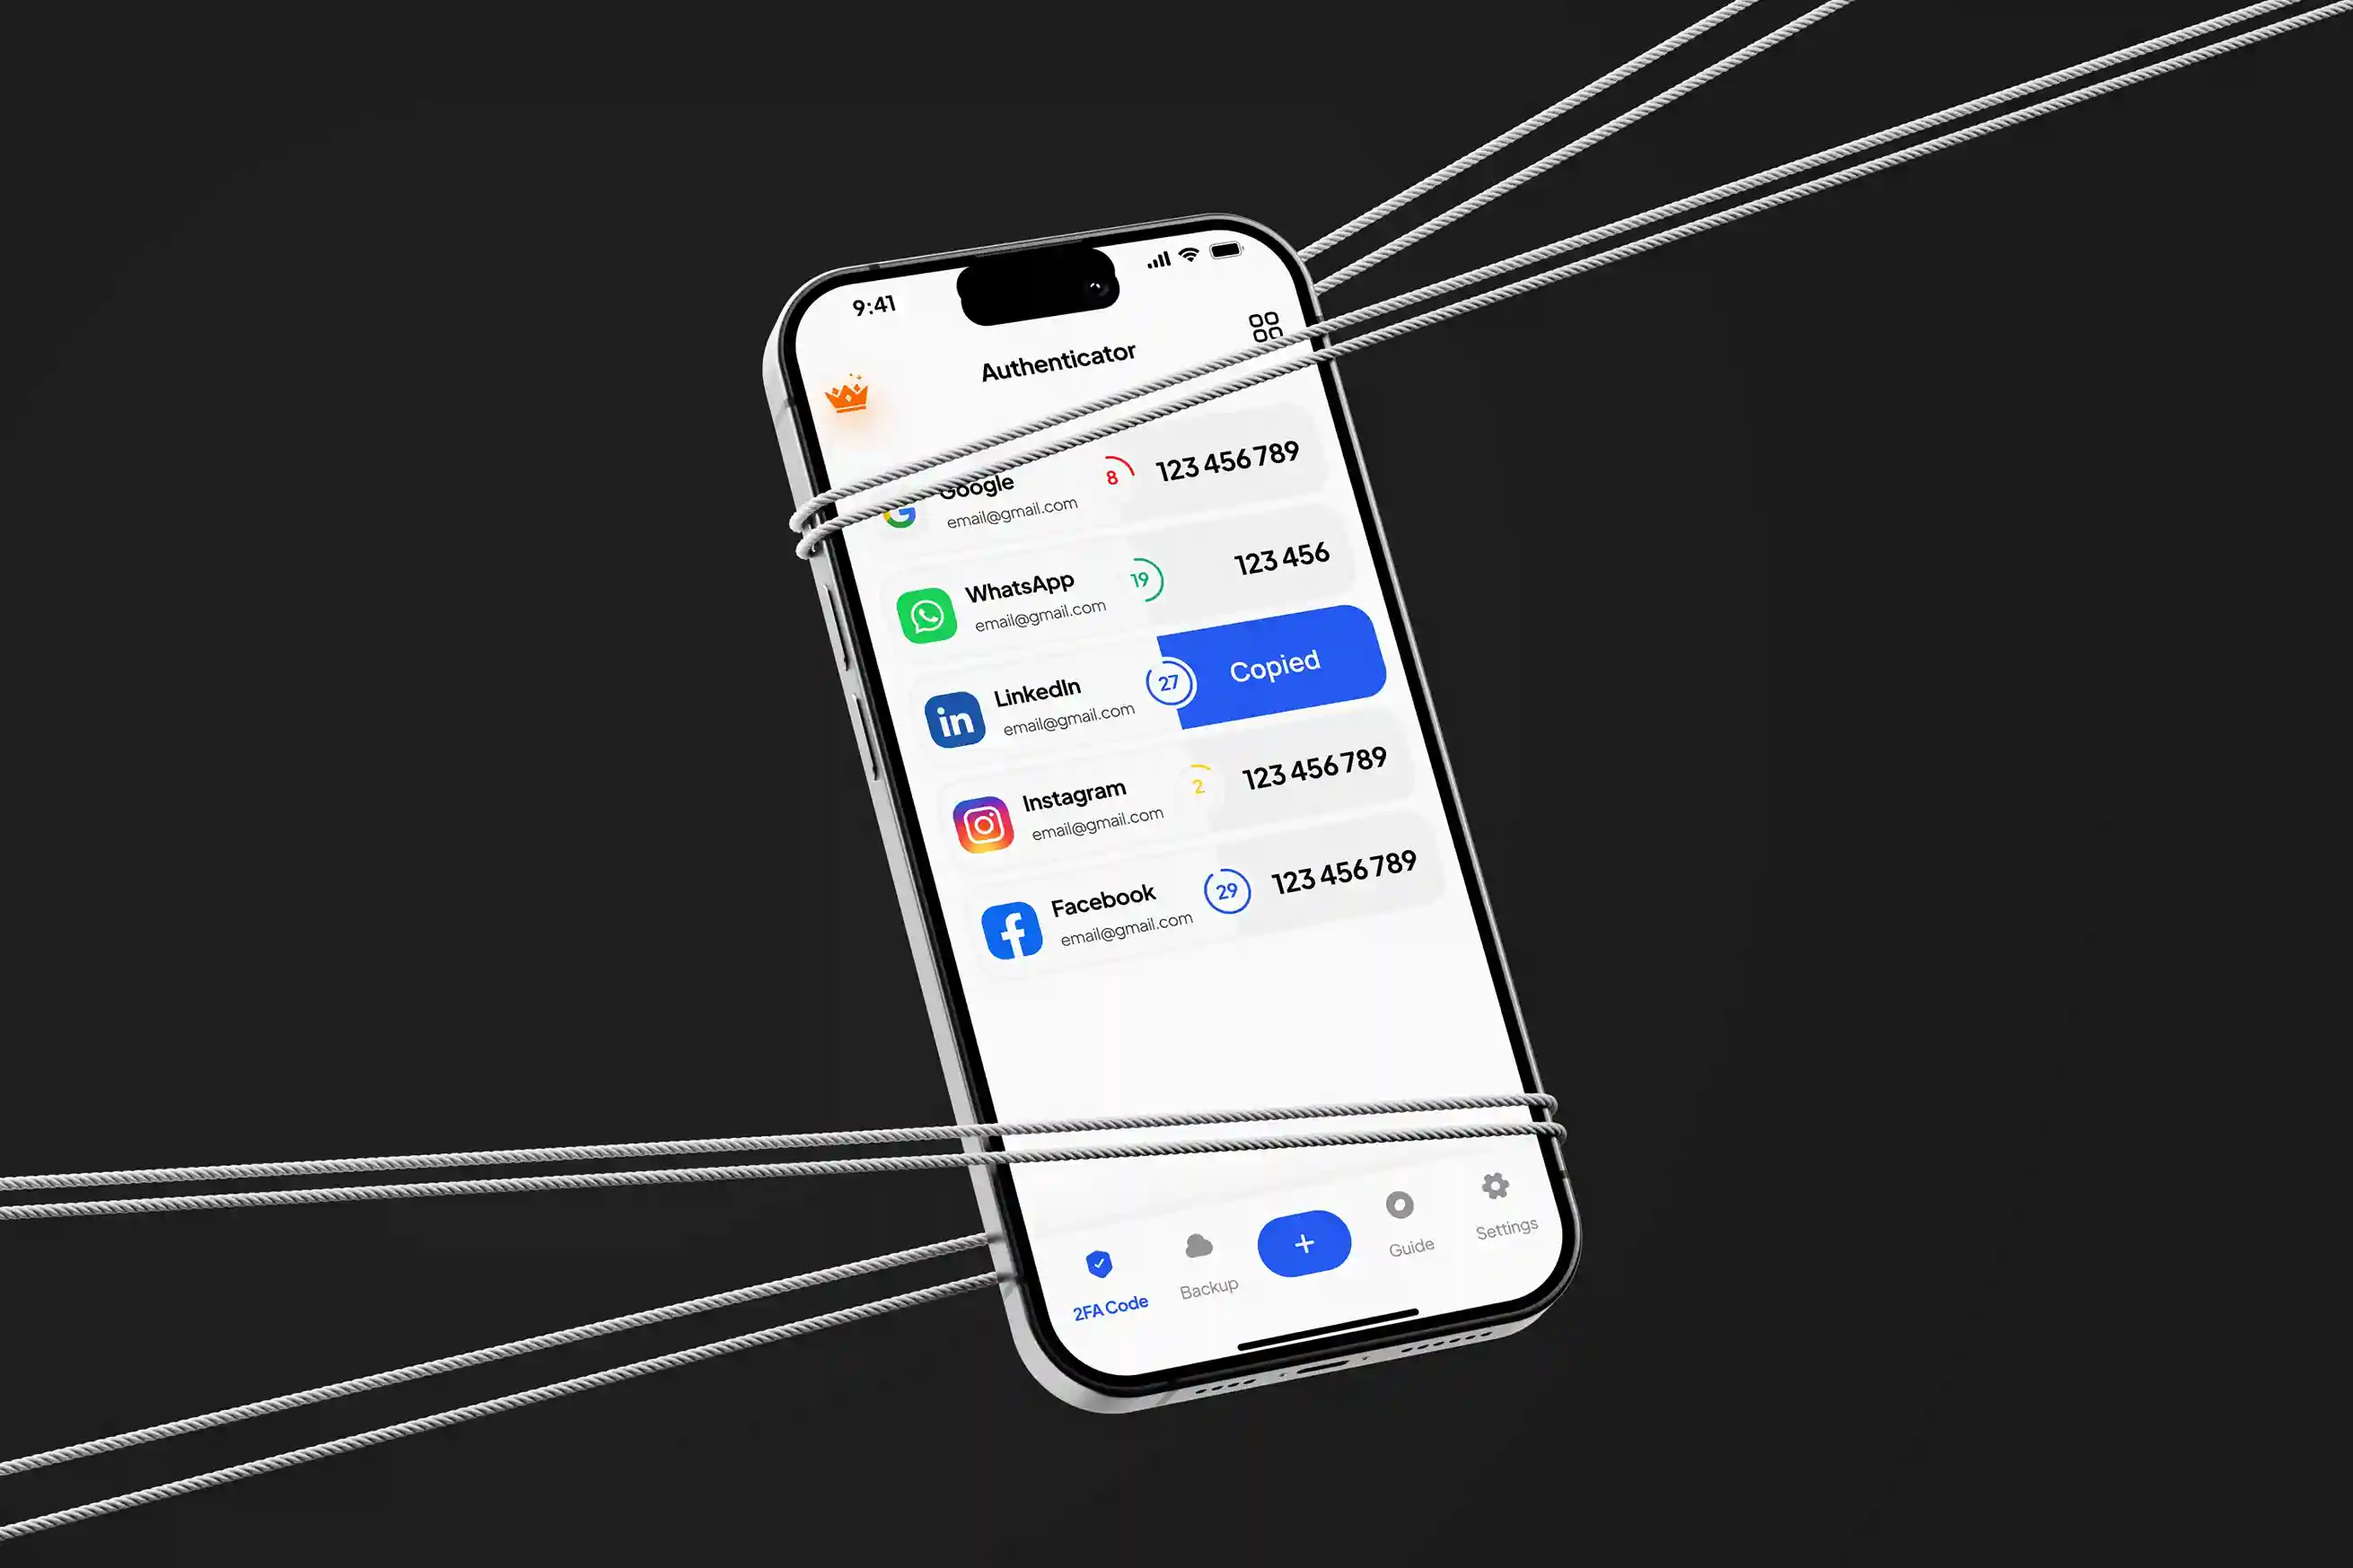 9:41
Authenticator
Google
email@gmail.com
8
123 456 789
WhatsApp
email@gmail.com
19
123 456
LinkedIn
email@gmail.com
27
Copied
Instagram
email@gmail.com
2
123 456 789
Facebook
email@gmail.com
29
123 456 789
2FA Code
Backup
+
Guide
Settings